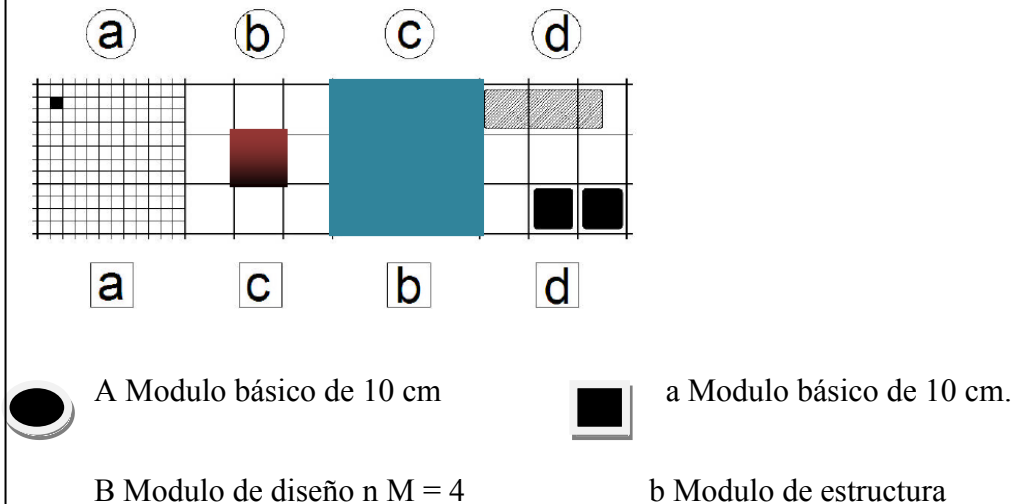 a b c d
a c b d
A Modulo básico de 10 cm a Modulo básico de 10 cm.
B Modulo de diseño n M = 4 b Modulo de estructura